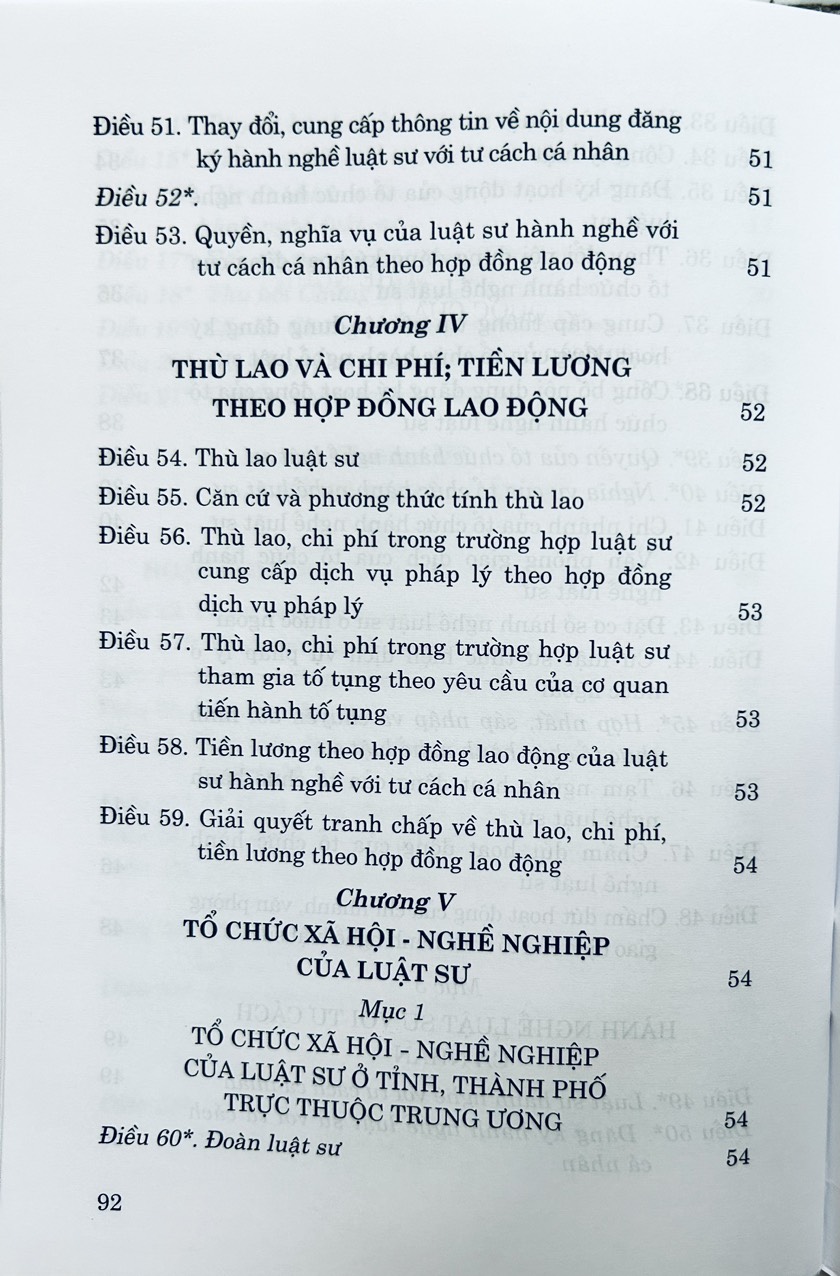 Điều 51. Thay đổi, cung cấp thông tin về nội dung đăng
ký hành nghề luật sư với tư cách cá nhân 51
Điều 52*. 51
Điều 53. Quyền, nghĩa vụ của luật sư hành nghề với
tư cách cá nhân theo hợp đồng lao động 51
Chương IV
THÙ LAO VÀ CHI PHÍ; TIỀN LƯƠNG
THEO HỢP ĐỒNG LAO ĐỘNG 52
Điều 54. Thù lao luật sư 52
Điều 55. Căn cứ và phương thức tính thù lao 52
Điều 56. Thù lao, chi phí trong trường hợp luật sư
cung cấp dịch vụ pháp lý theo hợp đồng
dịch vụ pháp lý 53
Điều 57. Thù lao, chi phí trong trường hợp luật sư
tham gia tố tụng theo yêu cầu của cơ quan
tiến hành tố tụng 53
Điều 58. Tiền lương theo hợp đồng lao động của luật
sư hành nghề với tư cách cá nhân 53
Điều 59. Giải quyết tranh chấp về thù lao, chi phí,
tiền lương theo hợp đồng lao động 54
Chương V
TỔ CHỨC XÃ HỘI - NGHỀ NGHIỆP
CỦA LUẬT SƯ 54
Mục 1
TỔ CHỨC XÃ HỘI - NGHỀ NGHIỆP
CỦA LUẬT SƯ Ở TỈNH, THÀNH PHỐ
TRỰC THUỘC TRUNG ƯƠNG 54
Điều 60*. Đoàn luật sư 54
92